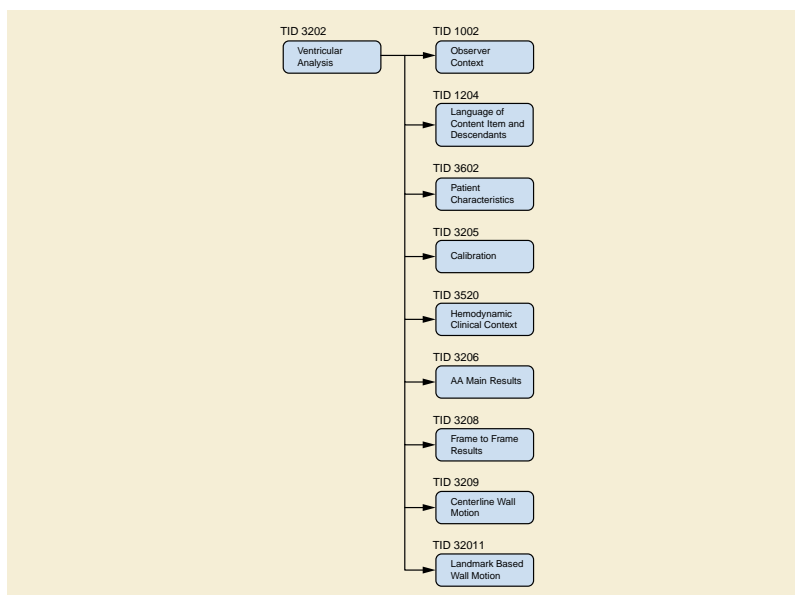 TID 3202
Ventricular
Analysis
TID 1002
Observer
Context
TID 1204
Language of
Content Item and
Descendants
TID 3602
Patient
Characteristics
TID 3205
Calibration
TID 3520
Hemodynamic
Clinical Context
TID 3206
AA Main Results
TID 3208
Frame to Frame
Results
TID 3209
Centerline Wall
Motion
TID 32011
Landmark Based
Wall Motion